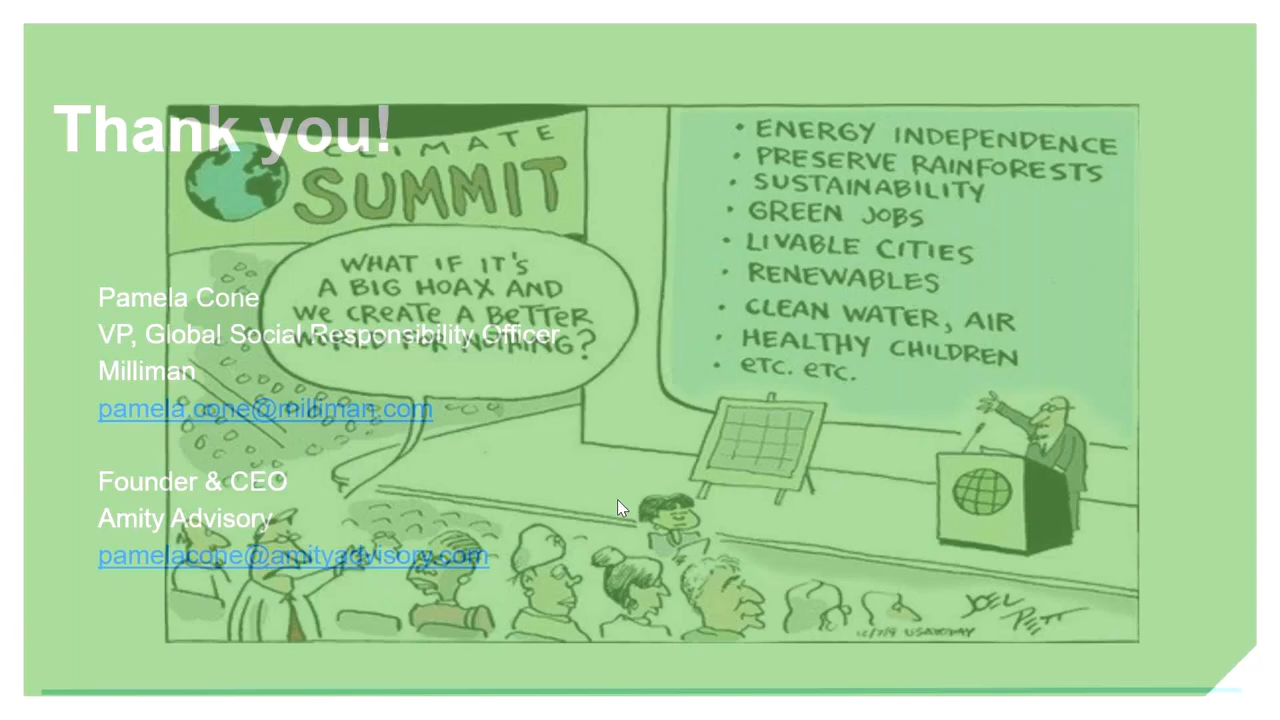 Thank you!
CLIMATE
SUMMIT
WHAT IF IT'S
A BIG HOAX AND
WE CREATE A BETTER
WORLD FOR NOTHING?
• ENERGY INDEPENDENCE
• PRESERVE RAINFORESTS
• SUSTAINABILITY
• GREEN JOBS
• LIVABLE CITIES
• RENEWABLES
• CLEAN WATER, AIR
• HEALTHY CHILDREN
• etc. etc.
Pamela Cone
VP, Global Social Responsibility Officer
Milliman
pamela.cone@milliman.com
Founder & CEO
Amity Advisory
pamelacone@amityadvisory.com
JOEL
PETT
USA TODAY